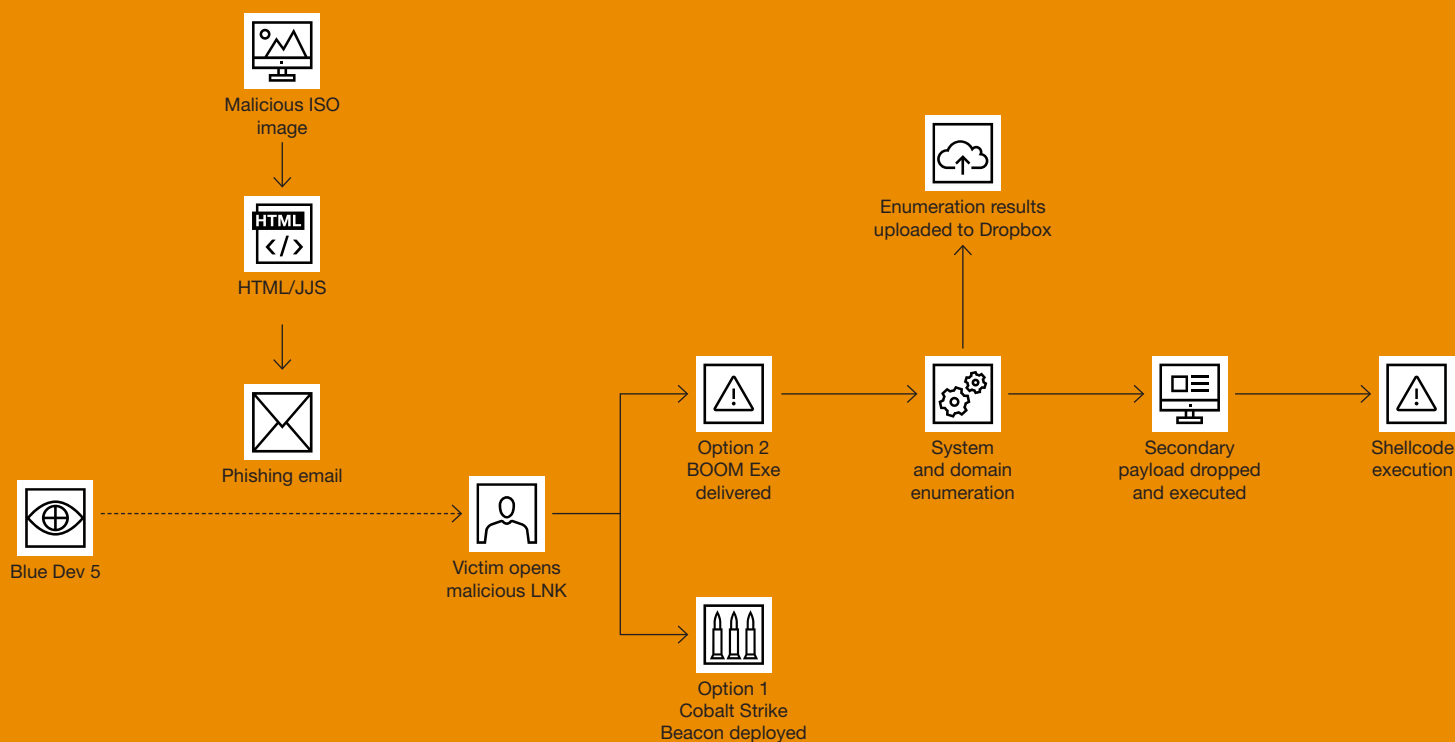 Malicious ISO
image
HTML
</>
HTML/JJS
Phishing email
Blue Dev 5
Victim opens
malicious LNK
Enumeration results
uploaded to Dropbox
Option 2
BOOM Exe
delivered
System
and domain
enumeration
Secondary
payload dropped
and executed
Shellcode
execution
Option 1
Cobalt Strike
Beacon deployed